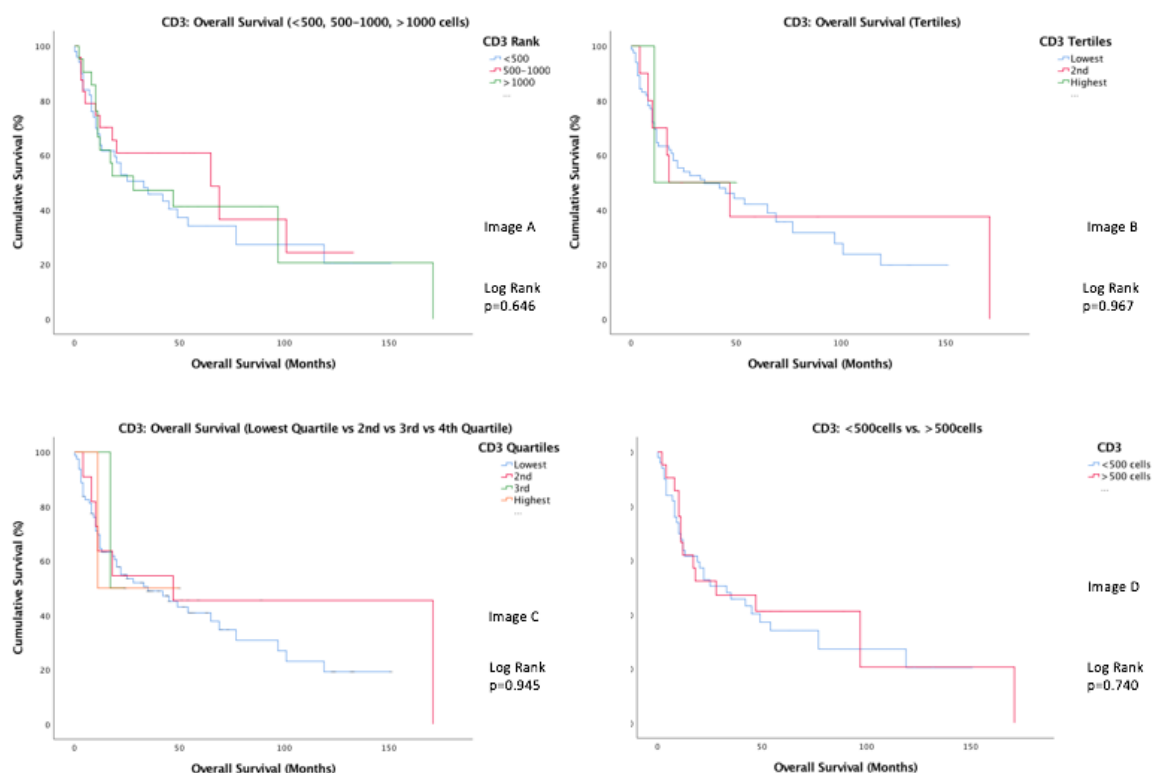 CD3: Overall Survival (<500, 500-1000, >1000 cells)
CD3 Rank
<500
500-1000
>1000
...
100
80
60
40
20
0
Cumulative Survival (%)
0 50 100 150
Overall Survival (Months)
Image A
Log Rank
p=0.646
CD3: Overall Survival (Tertiles)
CD3 Tertiles
Lowest
2nd
Highest
...
100
80
60
40
20
0
Cumulative Survival (%)
0 50 100 150
Overall Survival (Months)
Image B
Log Rank
p=0.967
CD3: Overall Survival (Lowest Quartile vs 2nd vs 3rd vs 4th Quartile)
CD3 Quartiles
Lowest
2nd
3rd
Highest
...
100
80
60
40
20
0
Cumulative Survival (%)
0 50 100 150
Overall Survival (Months)
Image C
Log Rank
p=0.945
CD3: <500cells vs. >500cells
CD3
<500 cells
>500 cells
...
0 50 100 150
Overall Survival (Months)
Image D
Log Rank
p=0.740